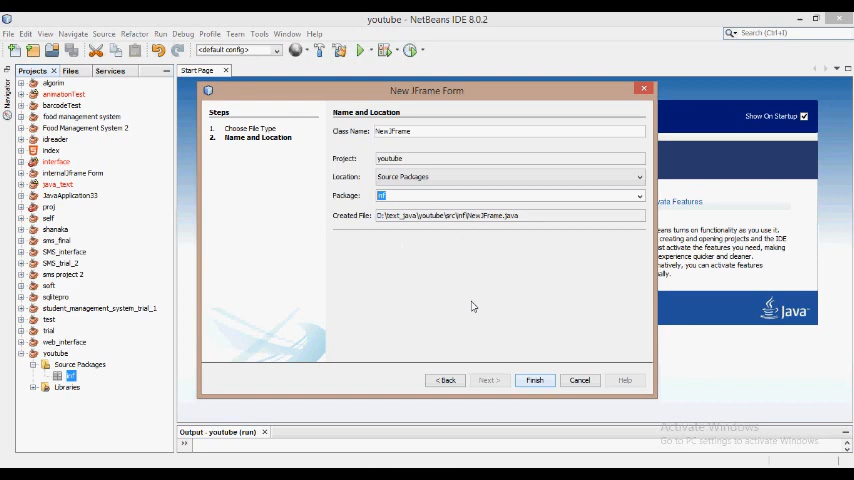 youtube - NetBeans IDE 8.0.2
File Edit View Navigate Source Refactor Run Debug Profile Team Tools Window Help
Search (Ctrl+I)
<default config>
Projects Files Services
Start Page
Navigator
algorim
animationTest
barcodeTest
food management system
Food Management System 2
idreader
index
interface
internalJFrame Form
java_text
JavaApplication33
proj
self
shanaka
sms_final
SMS_interface
SMS_trial_2
sms project 2
soft
sqlitepro
student_management_system_trial_1
test
trial
web_interface
youtube
Source Packages
inf
Libraries
New JFrame Form
Steps
1. Choose File Type
2. Name and Location
Name and Location
Class Name: NewJFrame
Project: youtube
Location: Source Packages
Package: inf
Created File: D:\text_java\youtube\src\inf\NewJFrame.java
< Back Next > Finish Cancel Help
Show On Startup
Features
eans turns on functionality as you use it.
creating and opening projects and the IDE
ust activate the features you need, making
experience quicker and cleaner.
natively, you can activate features
ally.
Java™
Output - youtube (run)
Activate Windows
Go to PC settings to activate Windows.